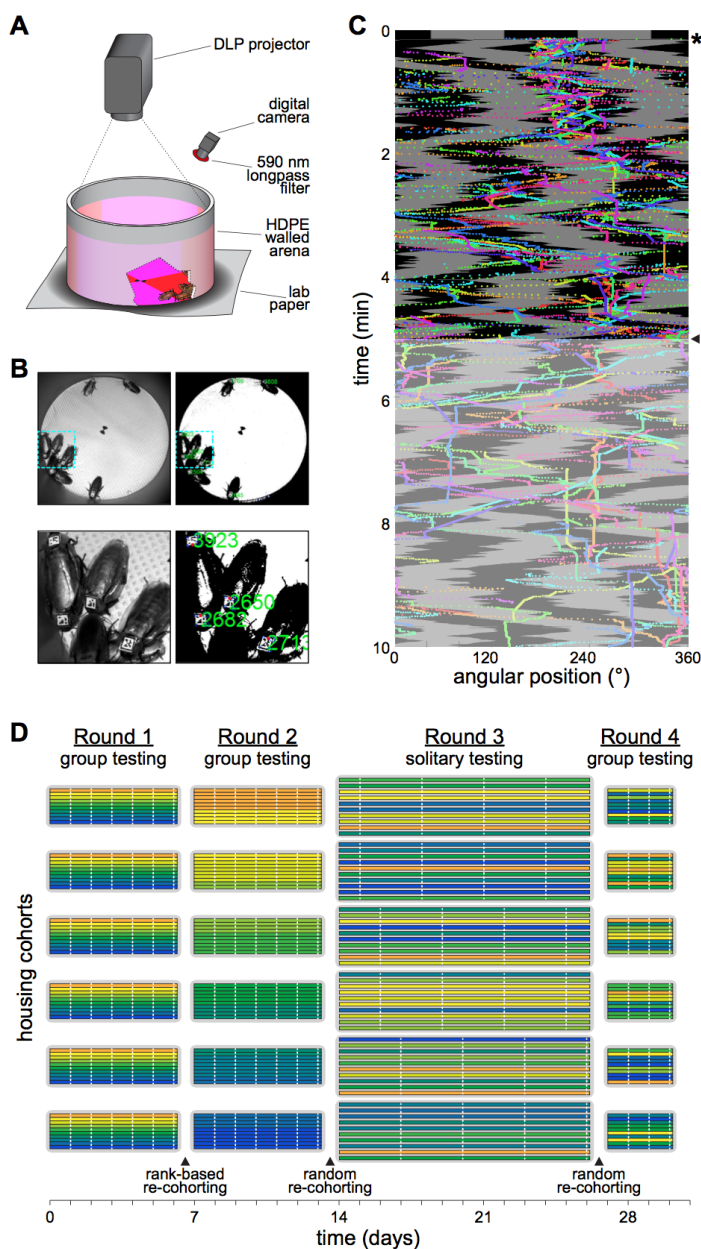 A
DLP projector
digital
camera
590 nm
longpass
filter
HDPE
walled
arena
lab
paper
B
3923
2650
2682
C
0
2
4
6
8
10
time (min)
*
0
120
240
360
angular position (°)
D
Round 1
group testing
Round 2
group testing
Round 3
solitary testing
Round 4
group testing
housing cohorts
rank-based
re-cohorting
random
re-cohorting
random
re-cohorting
0
7
14
21
28
time (days)